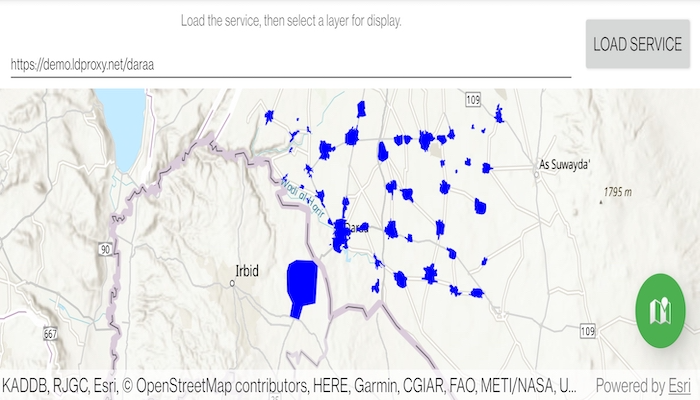 Load the service, then select a layer for display.
LOAD SERVICE
https://demo.ldproxy.net/daraa
109
As Suwayda'
1795 m
Wadi al Harir
Daraa
90
Irbid
667
109
KADDB, RJGC, Esri, © OpenStreetMap contributors, HERE, Garmin, CGIAR, FAO, METI/NASA, U...
Powered by Esri